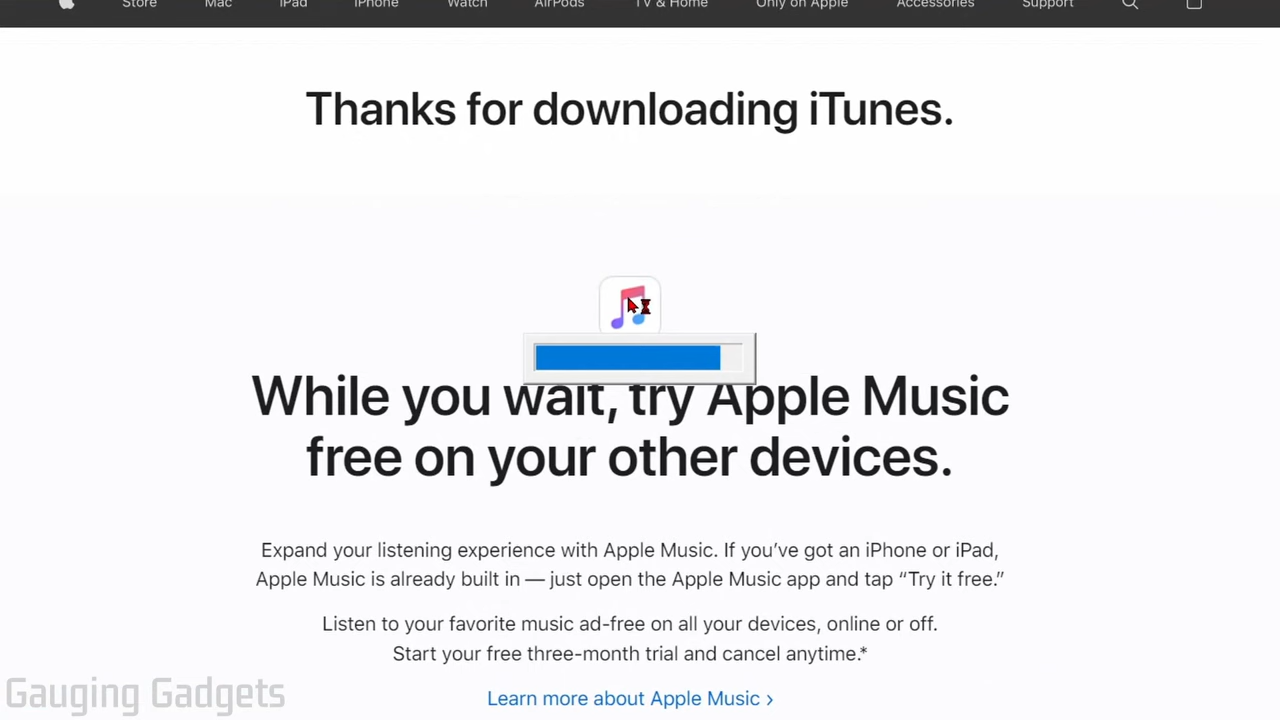 Store Mac iPad iPhone Watch AirPods TV & Home Only on Apple Accessories Support
Thanks for downloading iTunes.
While you wait, try Apple Music
free on your other devices.
Expand your listening experience with Apple Music. If you’ve got an iPhone or iPad,
Apple Music is already built in — just open the Apple Music app and tap “Try it free.”
Listen to your favorite music ad-free on all your devices, online or off.
Start your free three-month trial and cancel anytime.*
Learn more about Apple Music ›
Gauging Gadgets